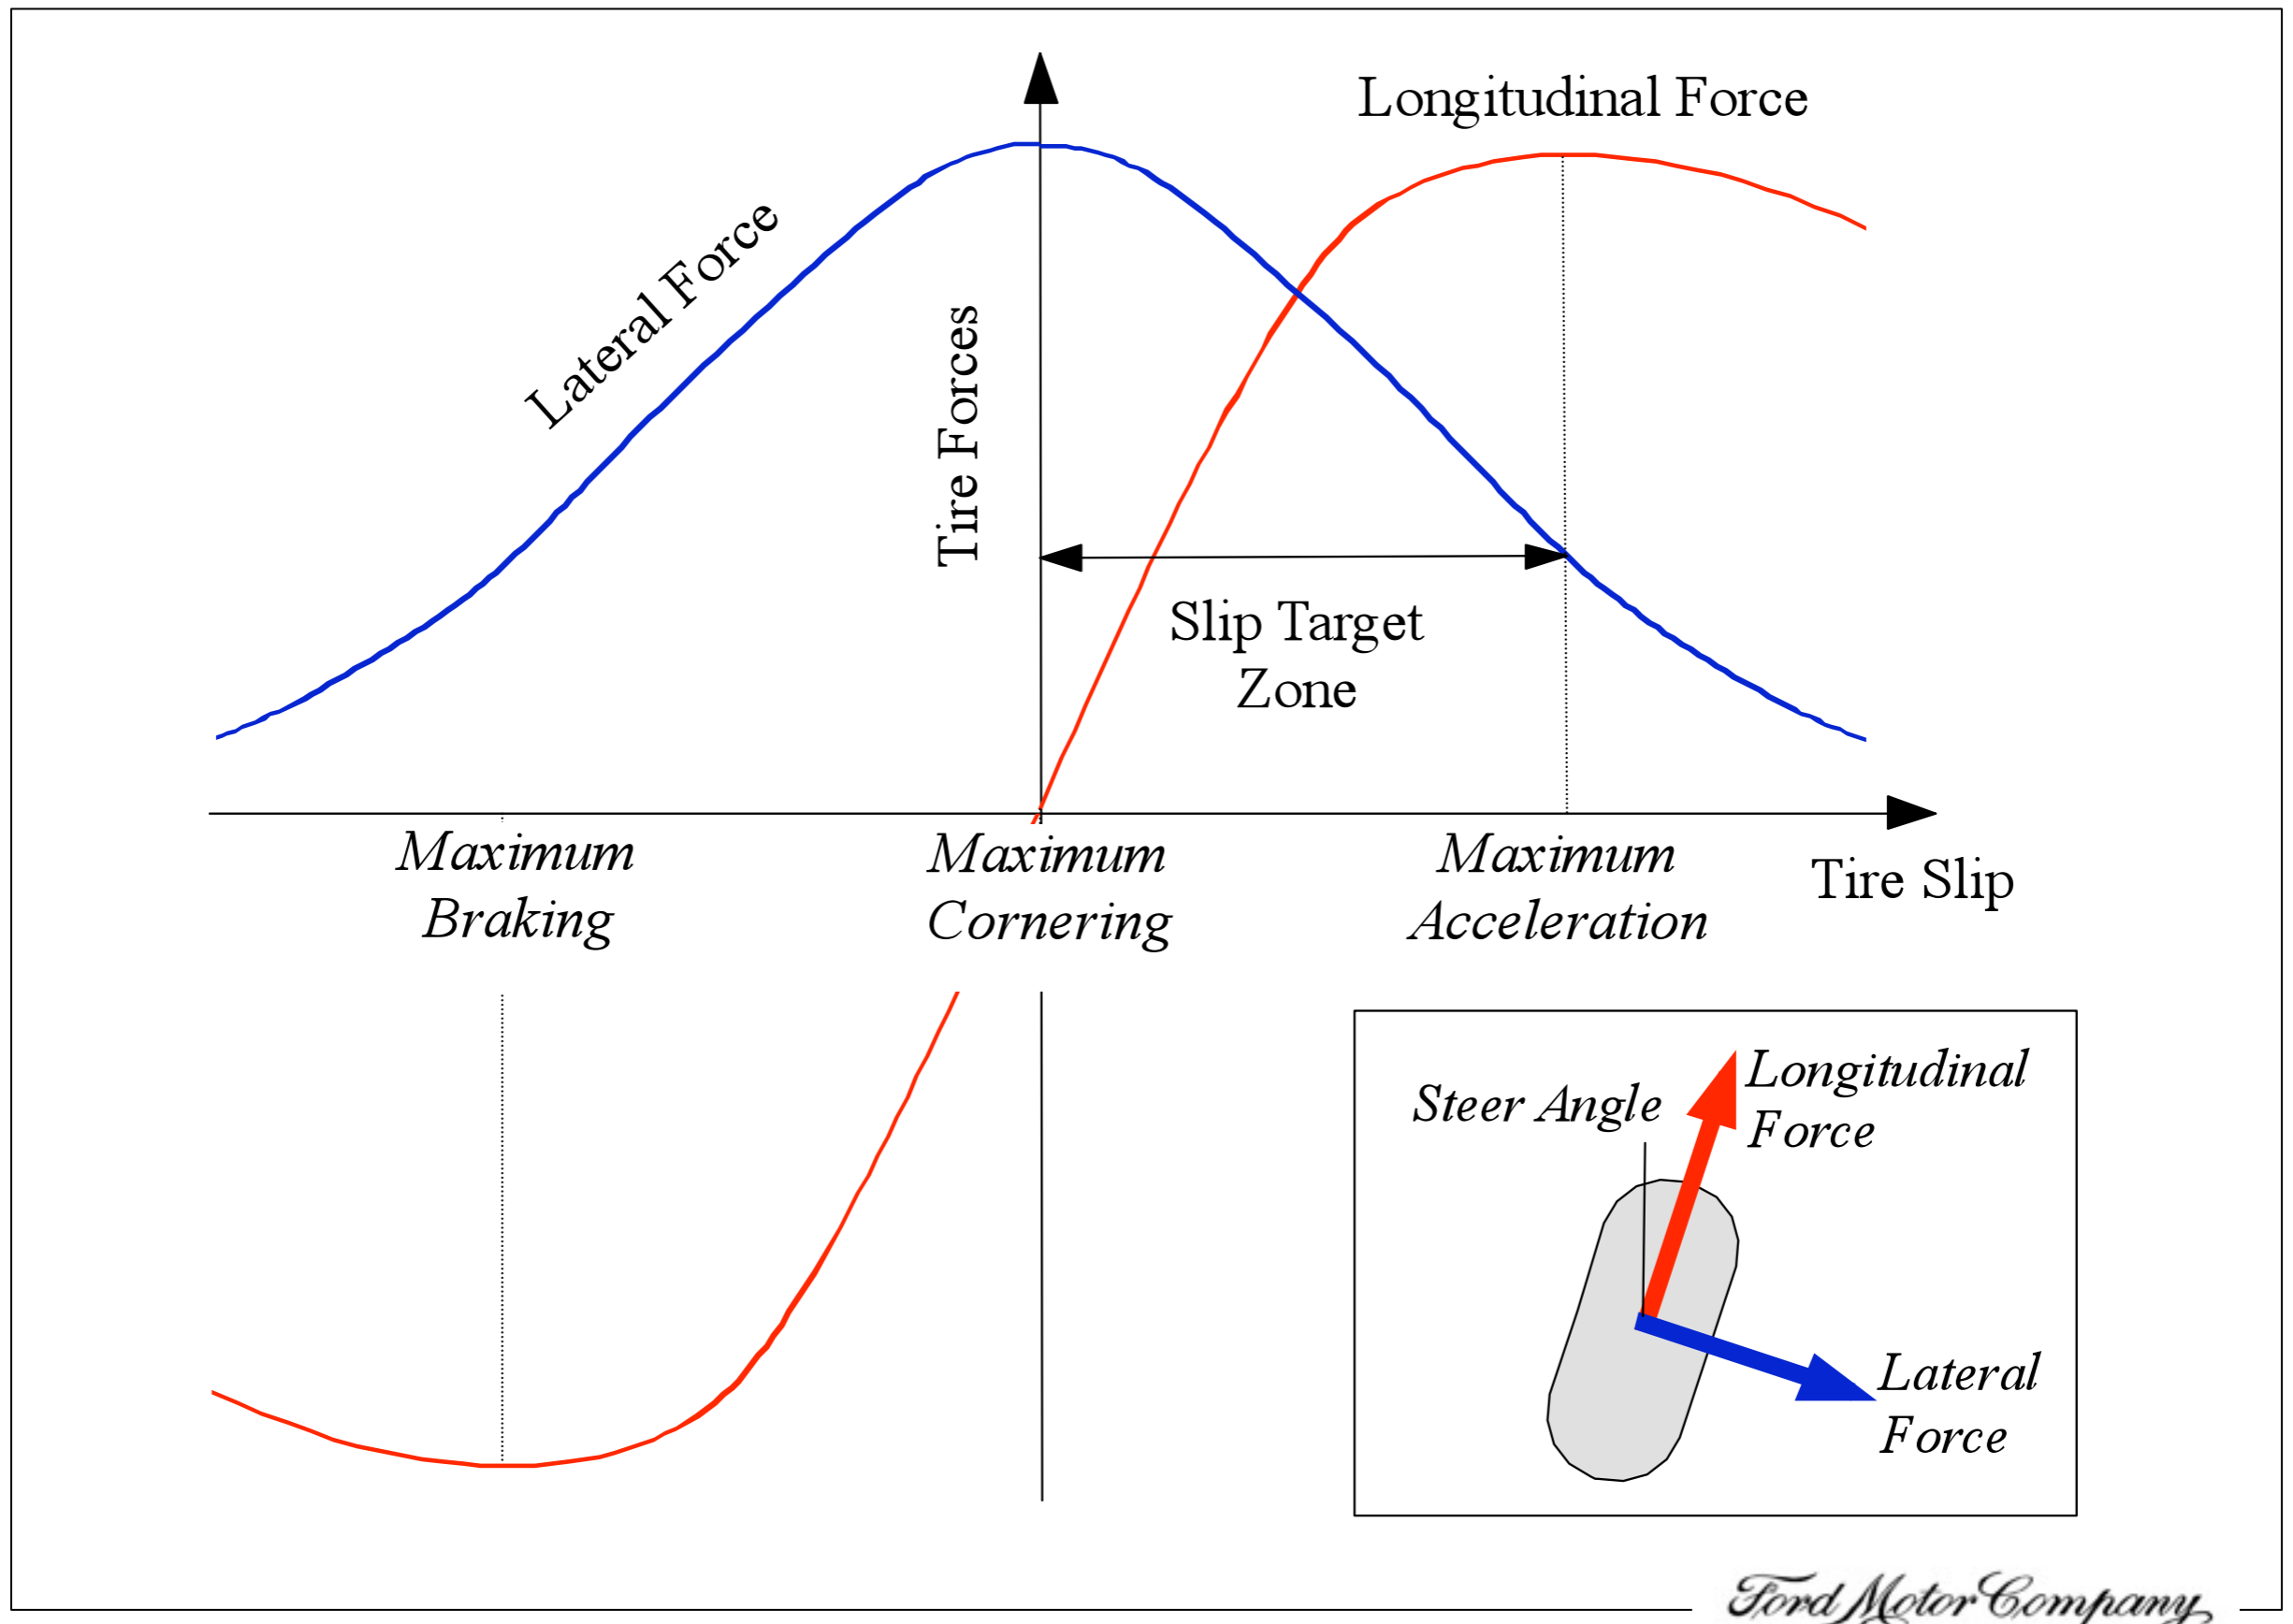 Longitudinal Force
Lateral Force
Tire Forces
Slip Target
Zone
Maximum
Braking
Maximum
Cornering
Maximum
Acceleration
Tire Slip
Steer Angle
Longitudinal
Force
Lateral
Force
Ford Motor Company